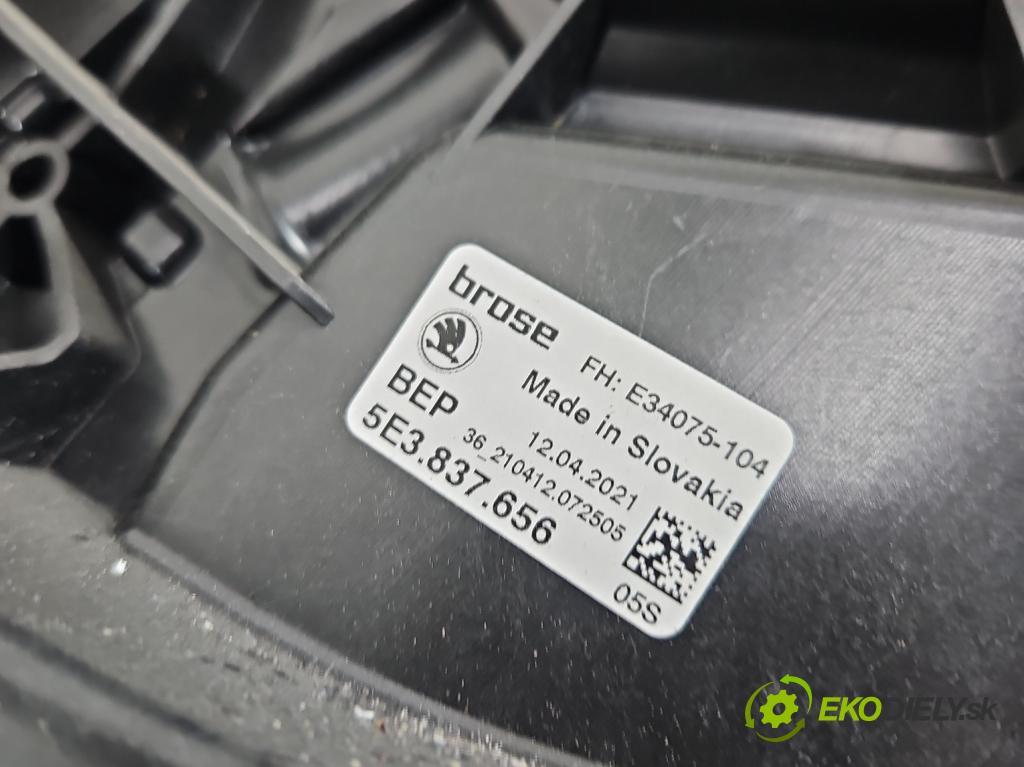 brose
FH: E34075-104
Made in Slovakia
BEP
12.04.2021
36_210412.072505
5E3.837.656
05S
EKODIELY.sk